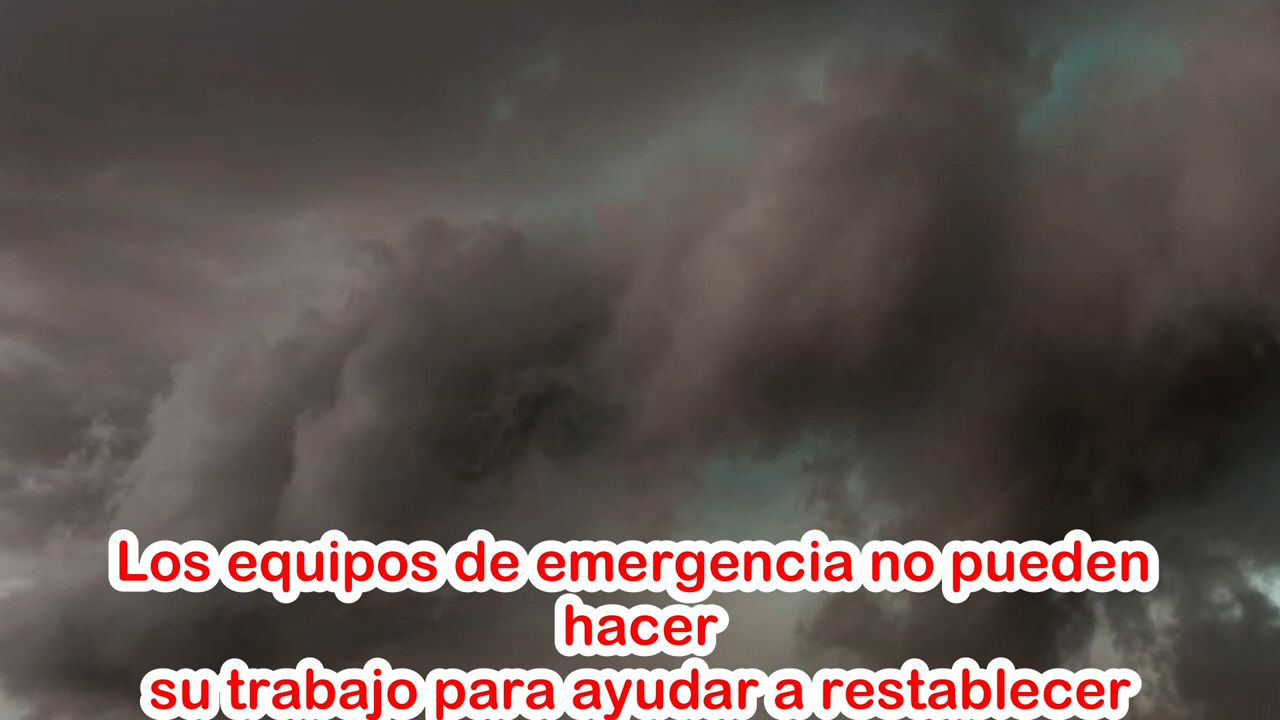 Los equipos de emergencia no pueden
hacer
su trabajo para ayudar a restablecer